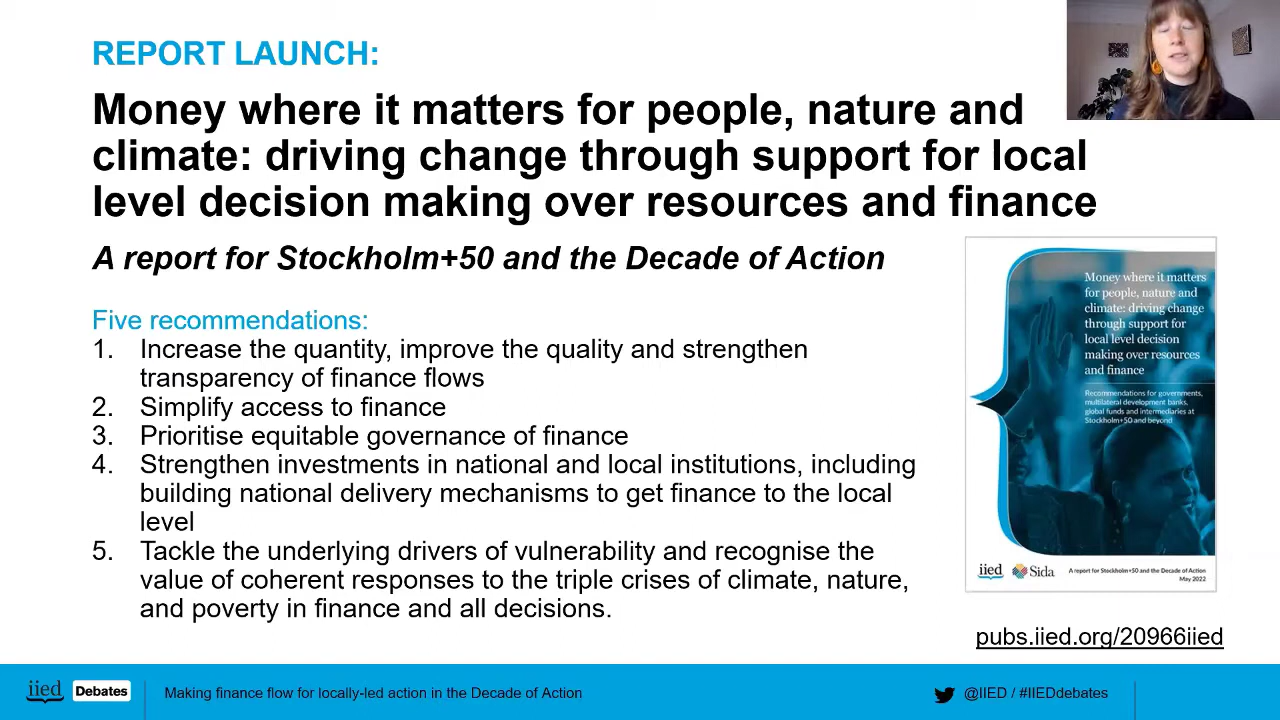 REPORT LAUNCH:
Money where it matters for people, nature and
climate: driving change through support for local
level decision making over resources and finance
A report for Stockholm+50 and the Decade of Action
Five recommendations:
1. Increase the quantity, improve the quality and strengthen
transparency of finance flows
2. Simplify access to finance
3. Prioritise equitable governance of finance
4. Strengthen investments in national and local institutions, including
building national delivery mechanisms to get finance to the local
level
5. Tackle the underlying drivers of vulnerability and recognise the
value of coherent responses to the triple crises of climate, nature,
and poverty in finance and all decisions.
Money where it matters
for people, nature and
climate: driving change
through support for
local level decision
making over resources
and finance
Recommendations for governments,
multilateral development banks,
global funds and intermediaries at
Stockholm+50 and beyond
iied Sida
A report for Stockholm+50 and the Decade of Action
May 2022
pubs.iied.org/20966iied
iied Debates
Making finance flow for locally-led action in the Decade of Action
@IIED / #IIEDdebates